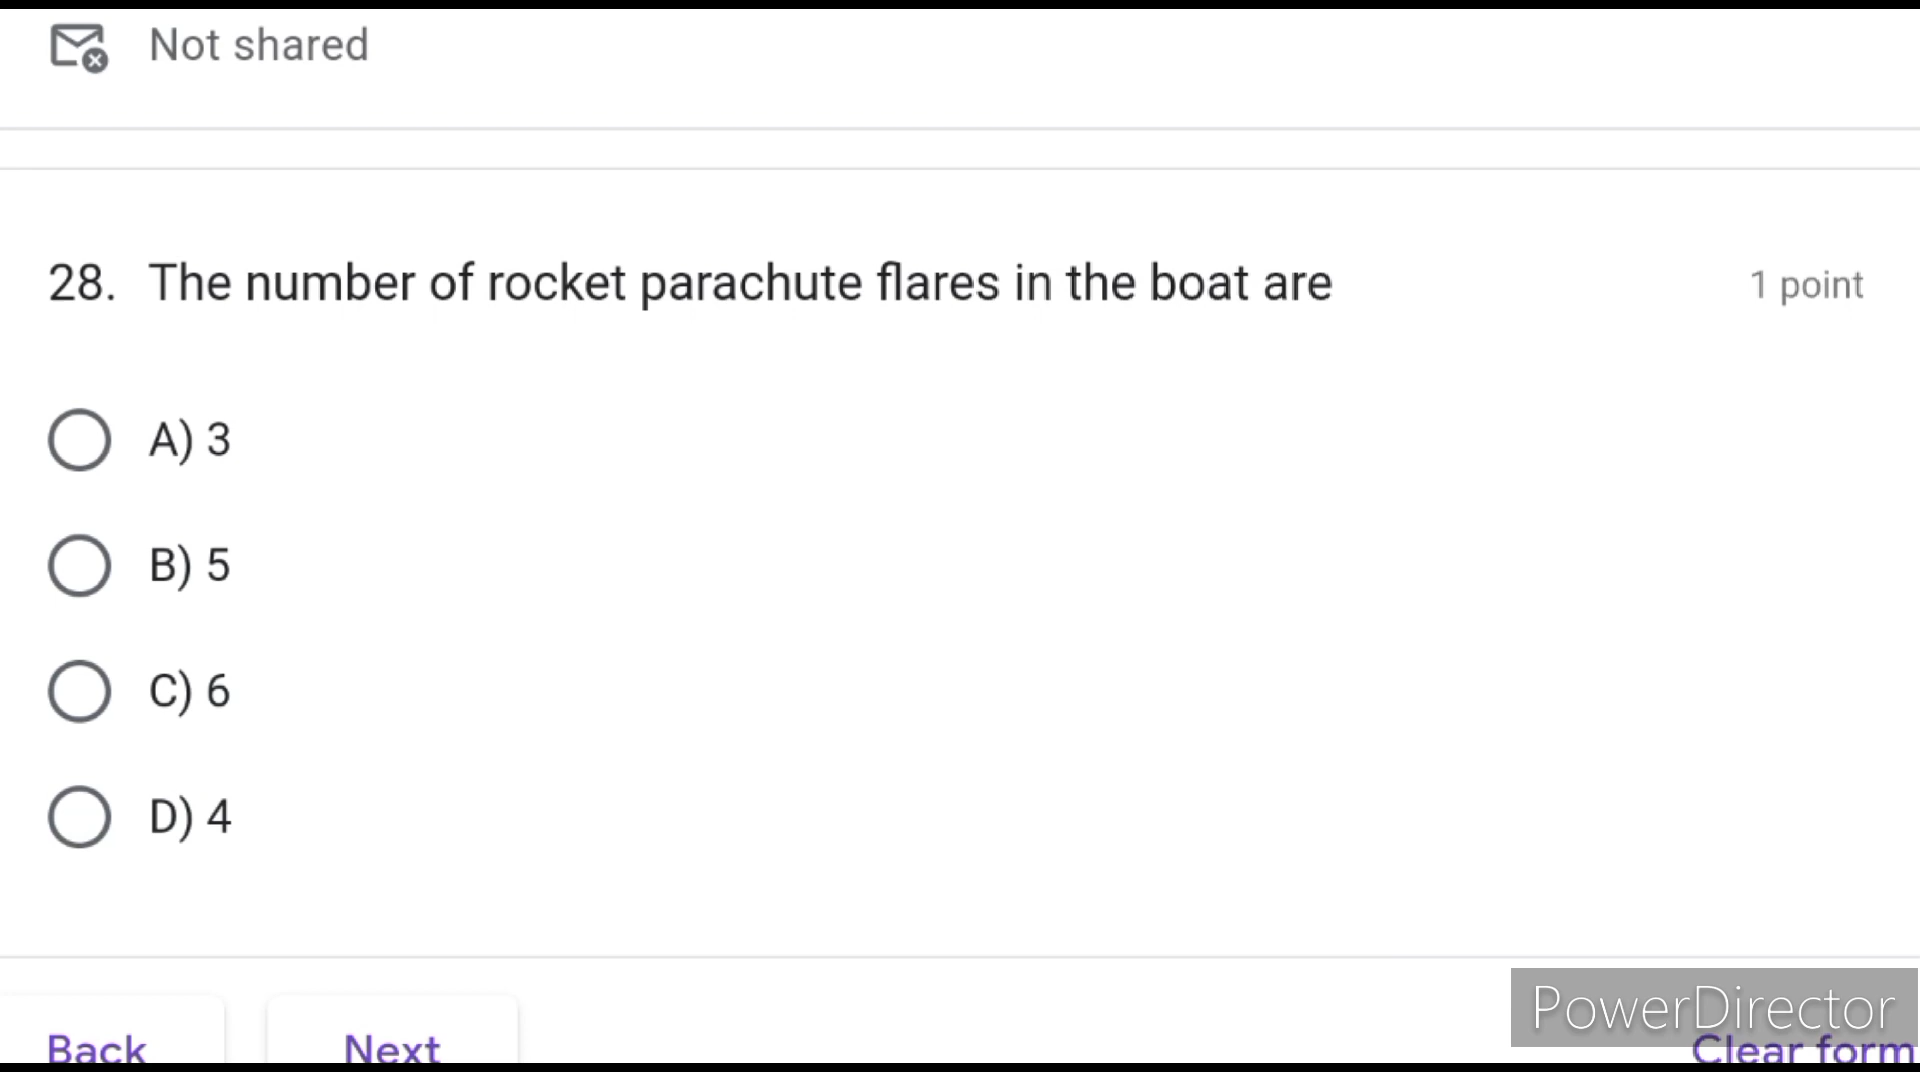 Not shared
28. The number of rocket parachute flares in the boat are
1 point
A) 3
B) 5
C) 6
D) 4
PowerDirector
Back
Next
Clear form